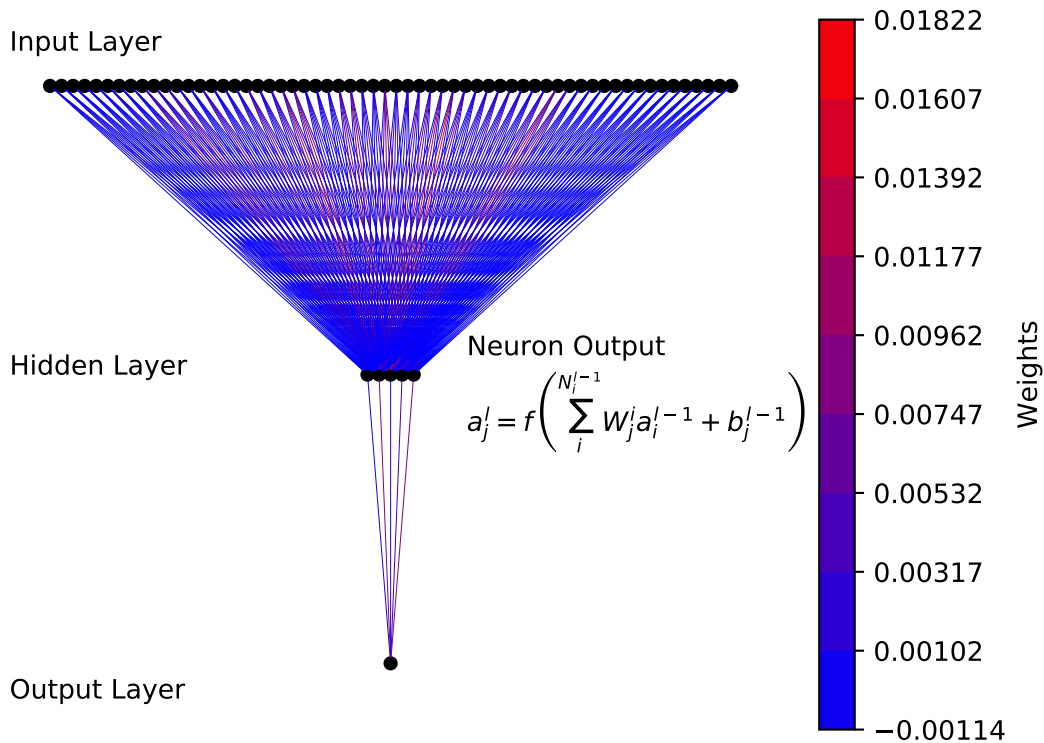 Input Layer
Hidden Layer
Neuron Output
$a_j^l = f\left(\sum_i^{N_i^{l-1}} W_j^i a_i^{l-1} + b_j^{l-1}\right)$
Output Layer
0.01822
0.01607
0.01392
0.01177
0.00962
0.00747
0.00532
0.00317
0.00102
−0.00114
Weights